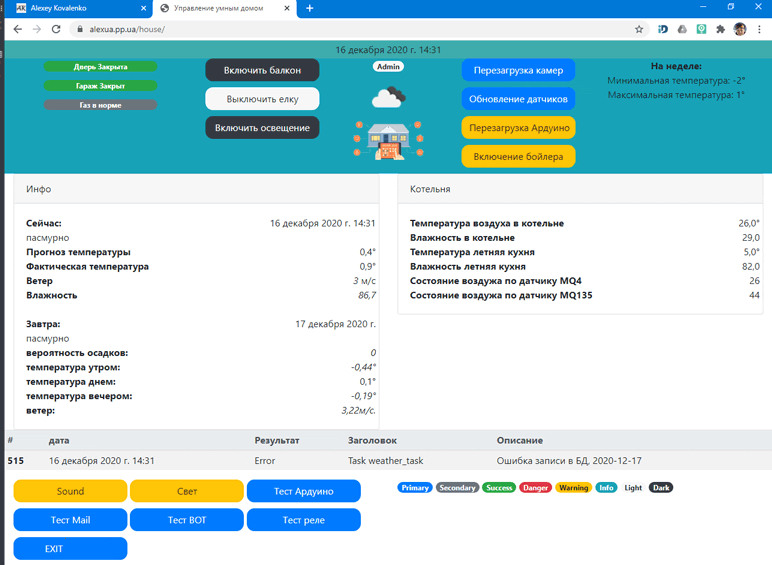 Alexey Kovalenko
Управление умным домом
alexua.pp.ua/house/
16 декабря 2020 г. 14:31
Дверь Закрыта
Гараж Закрыт
Газ в норме
Включить балкон
Выключить елку
Включить освещение
Admin
Перезагрузка камер
Обновление датчиков
Перезагрузка Ардуино
Включение бойлера
На неделе:
Минимальная температура: -2°
Максимальная температура: 1°
Инфо
Сейчас: 16 декабря 2020 г. 14:31
пасмурно
Прогноз температуры 0,4°
Фактическая температура 0,9°
Ветер 3 м/с
Влажность 86,7
Завтра: 17 декабря 2020 г.
пасмурно
вероятность осадков: 0
температура утром: -0,44°
температура днем: 0,1°
температура вечером: -0,19°
ветер: 3,22м/с.
Котельня
Температура воздуха в котельне 26,0°
Влажность в котельне 29,0
Температура летняя кухня 5,0°
Влажность летняя кухня 82,0
Состояние воздужа по датчику MQ4 26
Состояние воздужа по датчику MQ135 44
# дата Результат Заголовок Описание
515 16 декабря 2020 г. 14:31 Error Task weather_task Ошибка записи в БД, 2020-12-17
Sound Свет Тест Ардуино
Тест Mail Тест BOT Тест реле
EXIT
Primary Secondary Success Danger Warning Info Light Dark